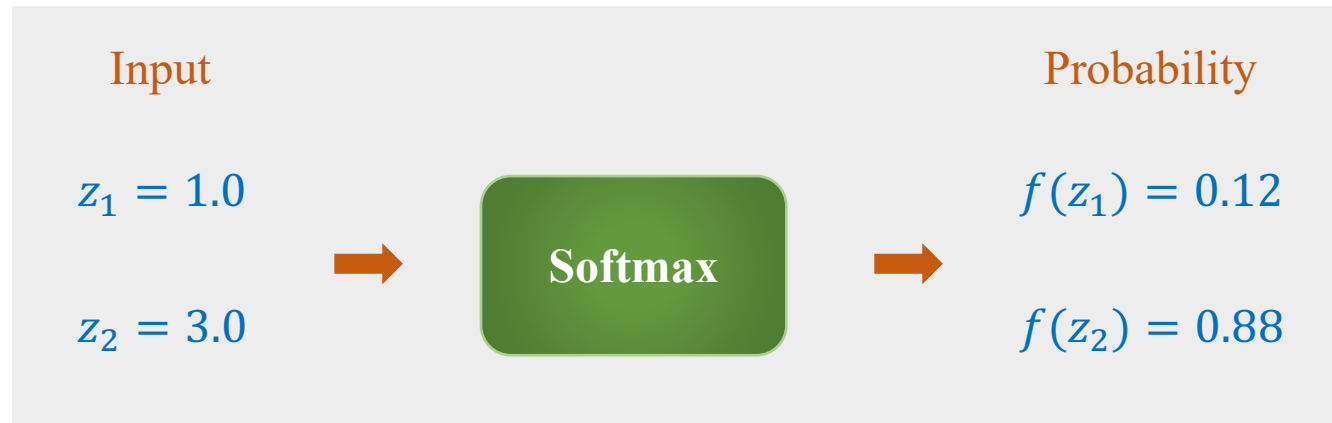 Input
Probability
z₁ = 1.0
f(z₁) = 0.12
Softmax
z₂ = 3.0
f(z₂) = 0.88